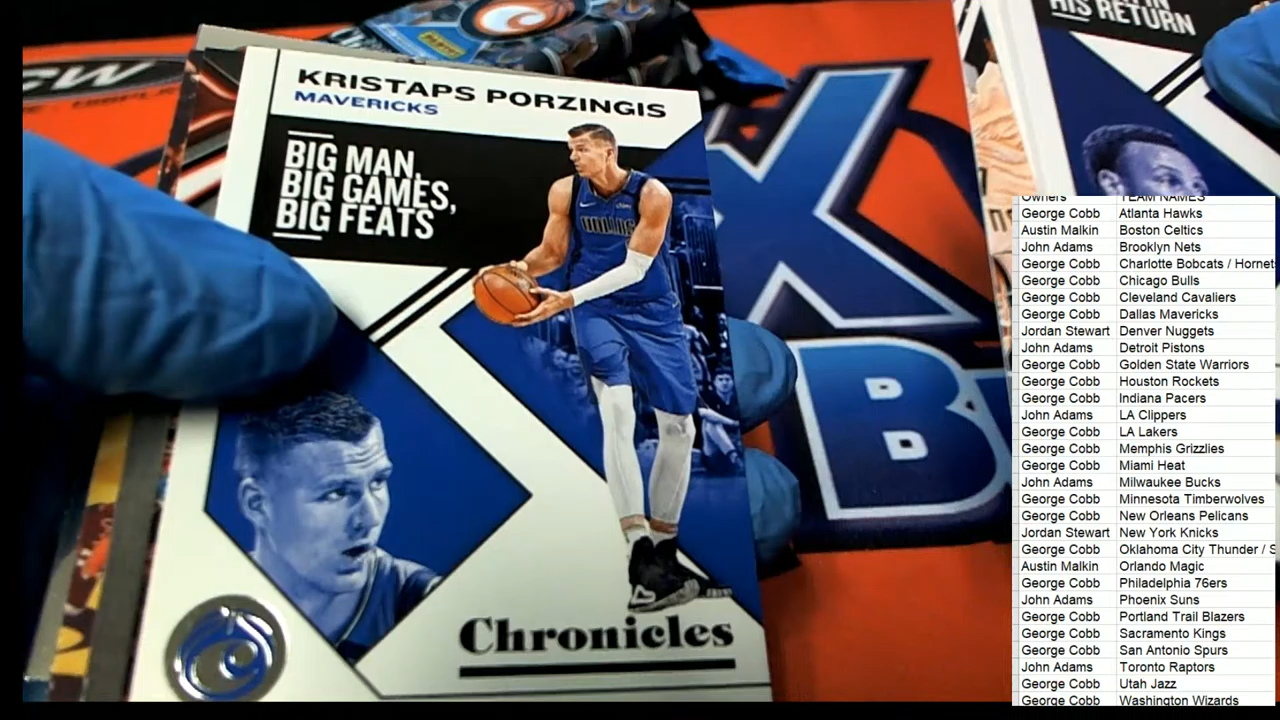 KRISTAPS PORZINGIS
MAVERICKS
BIG MAN,
BIG GAMES,
BIG FEATS
Chronicles
HIS RETURN
Owners TEAM NAMES
George Cobb Atlanta Hawks
Austin Malkin Boston Celtics
John Adams Brooklyn Nets
George Cobb Charlotte Bobcats / Hornets
George Cobb Chicago Bulls
George Cobb Cleveland Cavaliers
George Cobb Dallas Mavericks
Jordan Stewart Denver Nuggets
John Adams Detroit Pistons
George Cobb Golden State Warriors
George Cobb Houston Rockets
George Cobb Indiana Pacers
John Adams LA Clippers
George Cobb LA Lakers
George Cobb Memphis Grizzlies
George Cobb Miami Heat
John Adams Milwaukee Bucks
George Cobb Minnesota Timberwolves
George Cobb New Orleans Pelicans
Jordan Stewart New York Knicks
George Cobb Oklahoma City Thunder / S
Austin Malkin Orlando Magic
George Cobb Philadelphia 76ers
John Adams Phoenix Suns
George Cobb Portland Trail Blazers
George Cobb Sacramento Kings
George Cobb San Antonio Spurs
John Adams Toronto Raptors
George Cobb Utah Jazz
George Cobb Washington Wizards